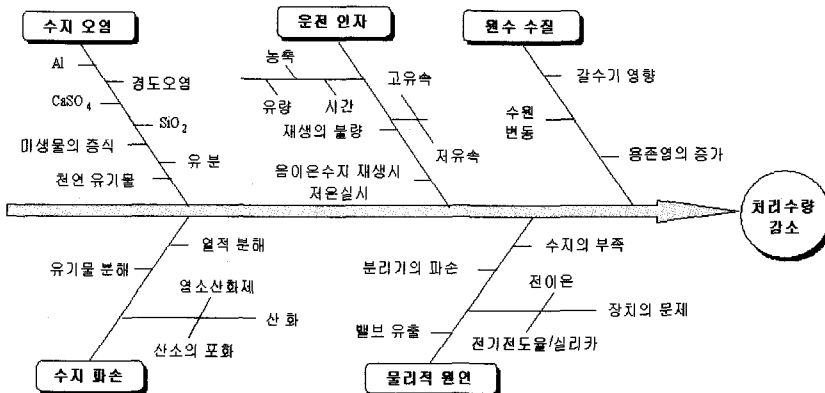 수지 오염
운전 인자
원수 수질
Al
경도오염
CaSO₄
SiO₂
미생물의 증식
유 분
천연 유기물
농축
유량
시간
고유속
재생의 불량
저유속
음이온수지 재생시
저온실시
갈수기 영향
수원
변동
용존염의 증가
처리수량
감소
열적 분해
유기물 분해
염소산화제
산 화
산소의 포화
수지 파손
수지의 부족
분리기의 파손
전이온
장치의 문제
밸브 유출
전기전도율/실리카
물리적 원인